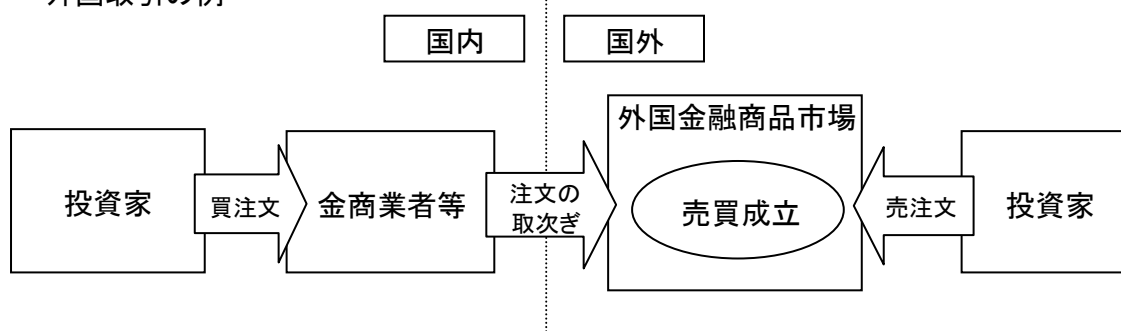 外国取引の例
国内
国外
外国金融商品市場
投資家
買注文
金商業者等
注文の
取次ぎ
売買成立
売注文
投資家